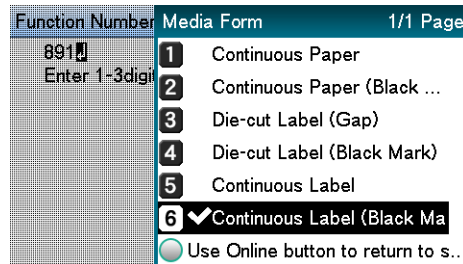 Function Number
891
Enter 1-3digi
Media Form 1/1 Page
1 Continuous Paper
2 Continuous Paper (Black ...
3 Die-cut Label (Gap)
4 Die-cut Label (Black Mark)
5 Continuous Label
6 Continuous Label (Black Ma
Use Online button to return to s..